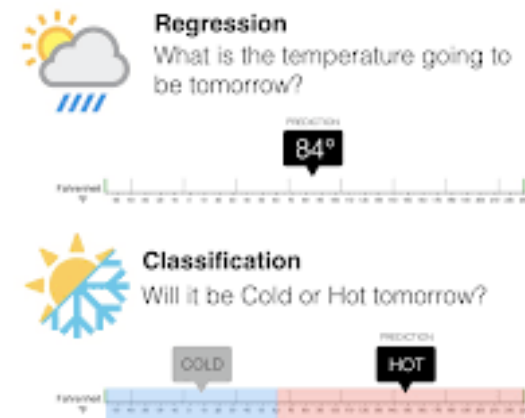 Regression
What is the temperature going to
be tomorrow?
PREDICTION
84°
Fahrenheit
°F
Classification
Will it be Cold or Hot tomorrow?
PREDICTION
COLD
HOT
Fahrenheit
°F